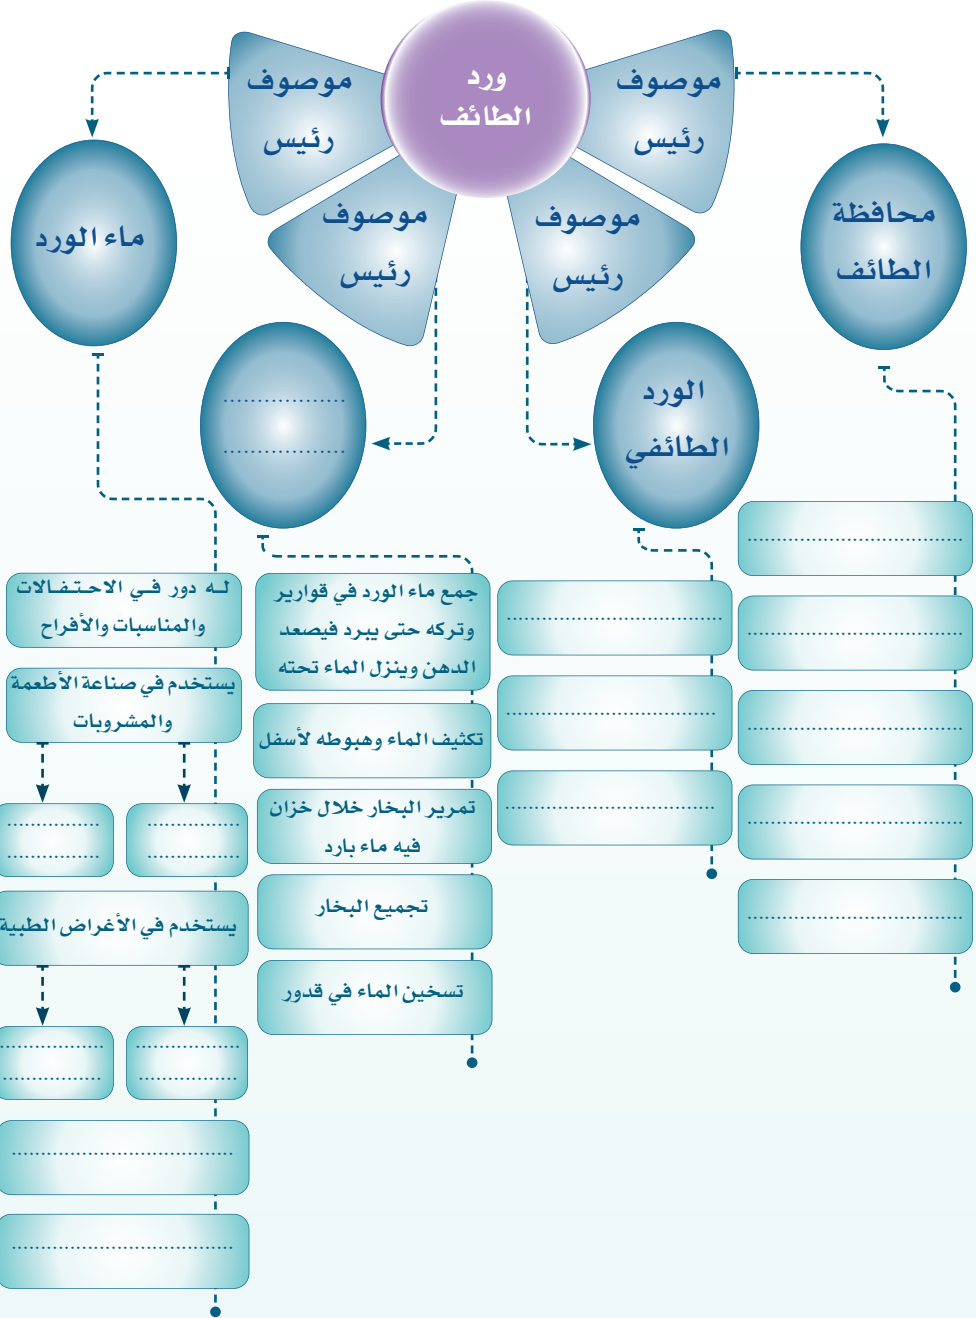 ورد
الطائف
موصوف
رئيس
موصوف
رئيس
موصوف
رئيس
موصوف
رئيس
محافظة
الطائف
الورد
الطائفي
..................
..................
ماء الورد
................................
................................
................................
................................
................................
................................
................................
................................
جمع ماء الورد في قوارير
وتركه حتى يبرد فيصعد
الدهن وينزل الماء تحته
تكثيف الماء وهبوطه لأسفل
تمرير البخار خلال خزان
فيه ماء بارد
تجميع البخار
تسخين الماء في قدور
لـه دور فـي الاحـتـفـالات
والمناسبات والأفراح
يستخدم في صناعة الأطعمة
والمشروبات
..............
..............
..............
..............
يستخدم في الأغراض الطبية
................
...............
................
...............
.................................
.................................